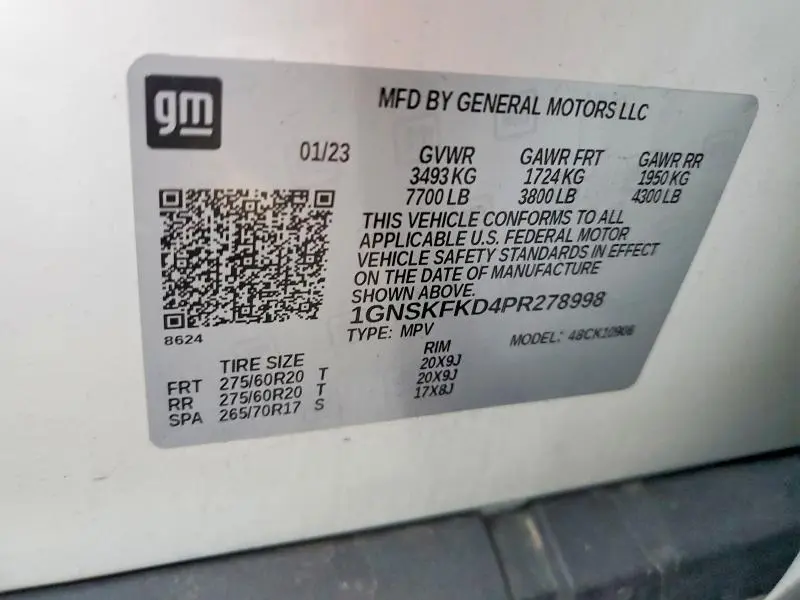 gm
MFD BY GENERAL MOTORS LLC
01/23 GVWR GAWR FRT GAWR RR
3493 KG 1724 KG 1950 KG
7700 LB 3800 LB 4300 LB
THIS VEHICLE CONFORMS TO ALL
APPLICABLE U.S. FEDERAL MOTOR
VEHICLE SAFETY STANDARDS IN EFFECT
ON THE DATE OF MANUFACTURE
SHOWN ABOVE.
1GNSKFKD4PR278998
8624
TYPE: MPV MODEL: 48CK10906
TIRE SIZE RIM
FRT 275/60R20 T 20X9J
RR 275/60R20 T 20X9J
SPA 265/70R17 S 17X8J